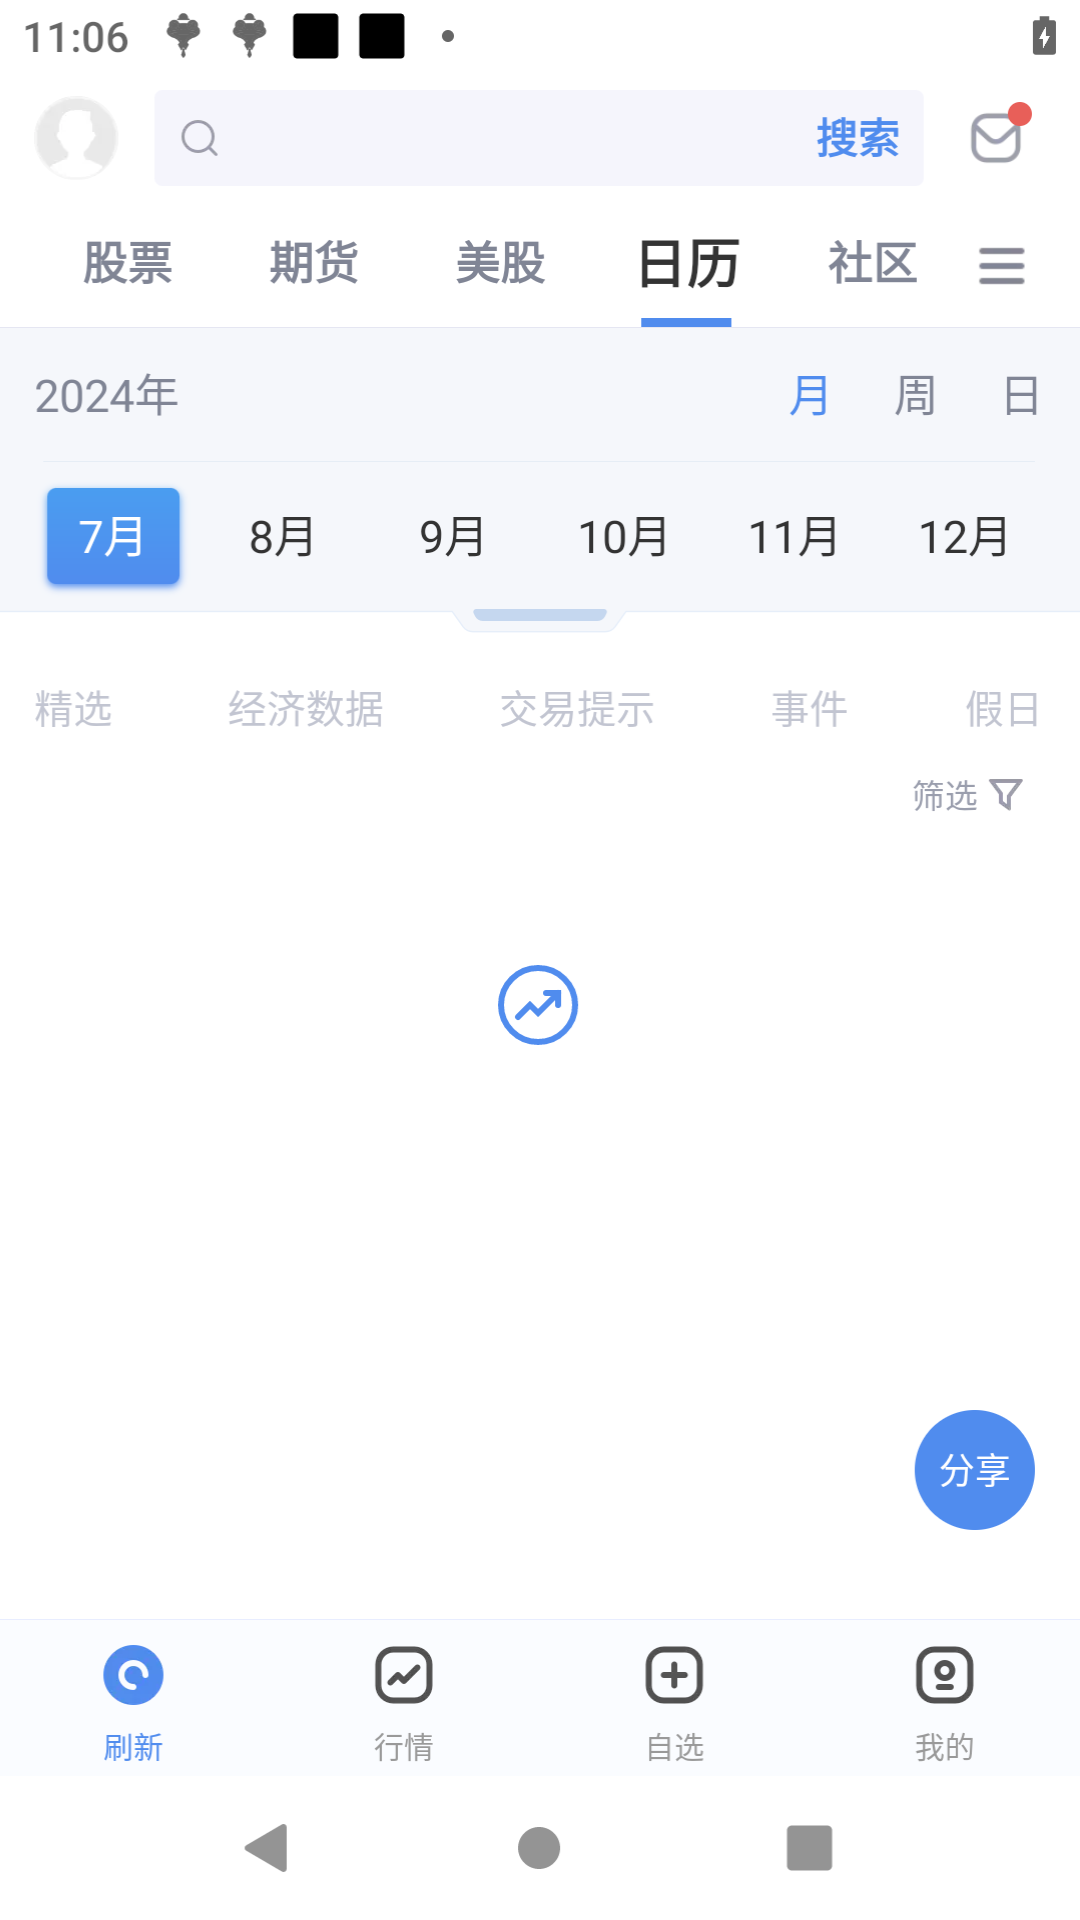 11:06
搜索
股票 期货 美股 日历 社区
2024年 月 周 日
7月 8月 9月 10月 11月 12月
精选 经济数据 交易提示 事件 假日
筛选
分享
刷新 行情 自选 我的